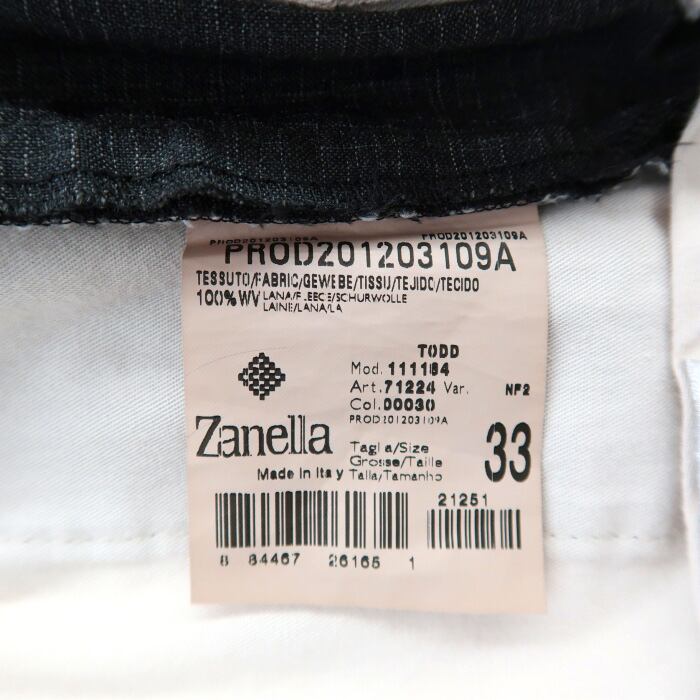 PROD201203109A PROD201203109A
PROD201203109A
TESSUTO/FABRIC/GEWEBE/TISSU/TEJIDO/TECIDO
100%WV LANA/FLEECE/SCHURWOLLE
LAINE/LANA/LA
TODD
Mod. 111184
Art. 71224 Var. NF2
Col. 00030
PROD201203109A
Zanella
Taglia/Size
Grosse/Taille
Made in Italy Talla/Tamanho
33
21251
8 84467 26165 1